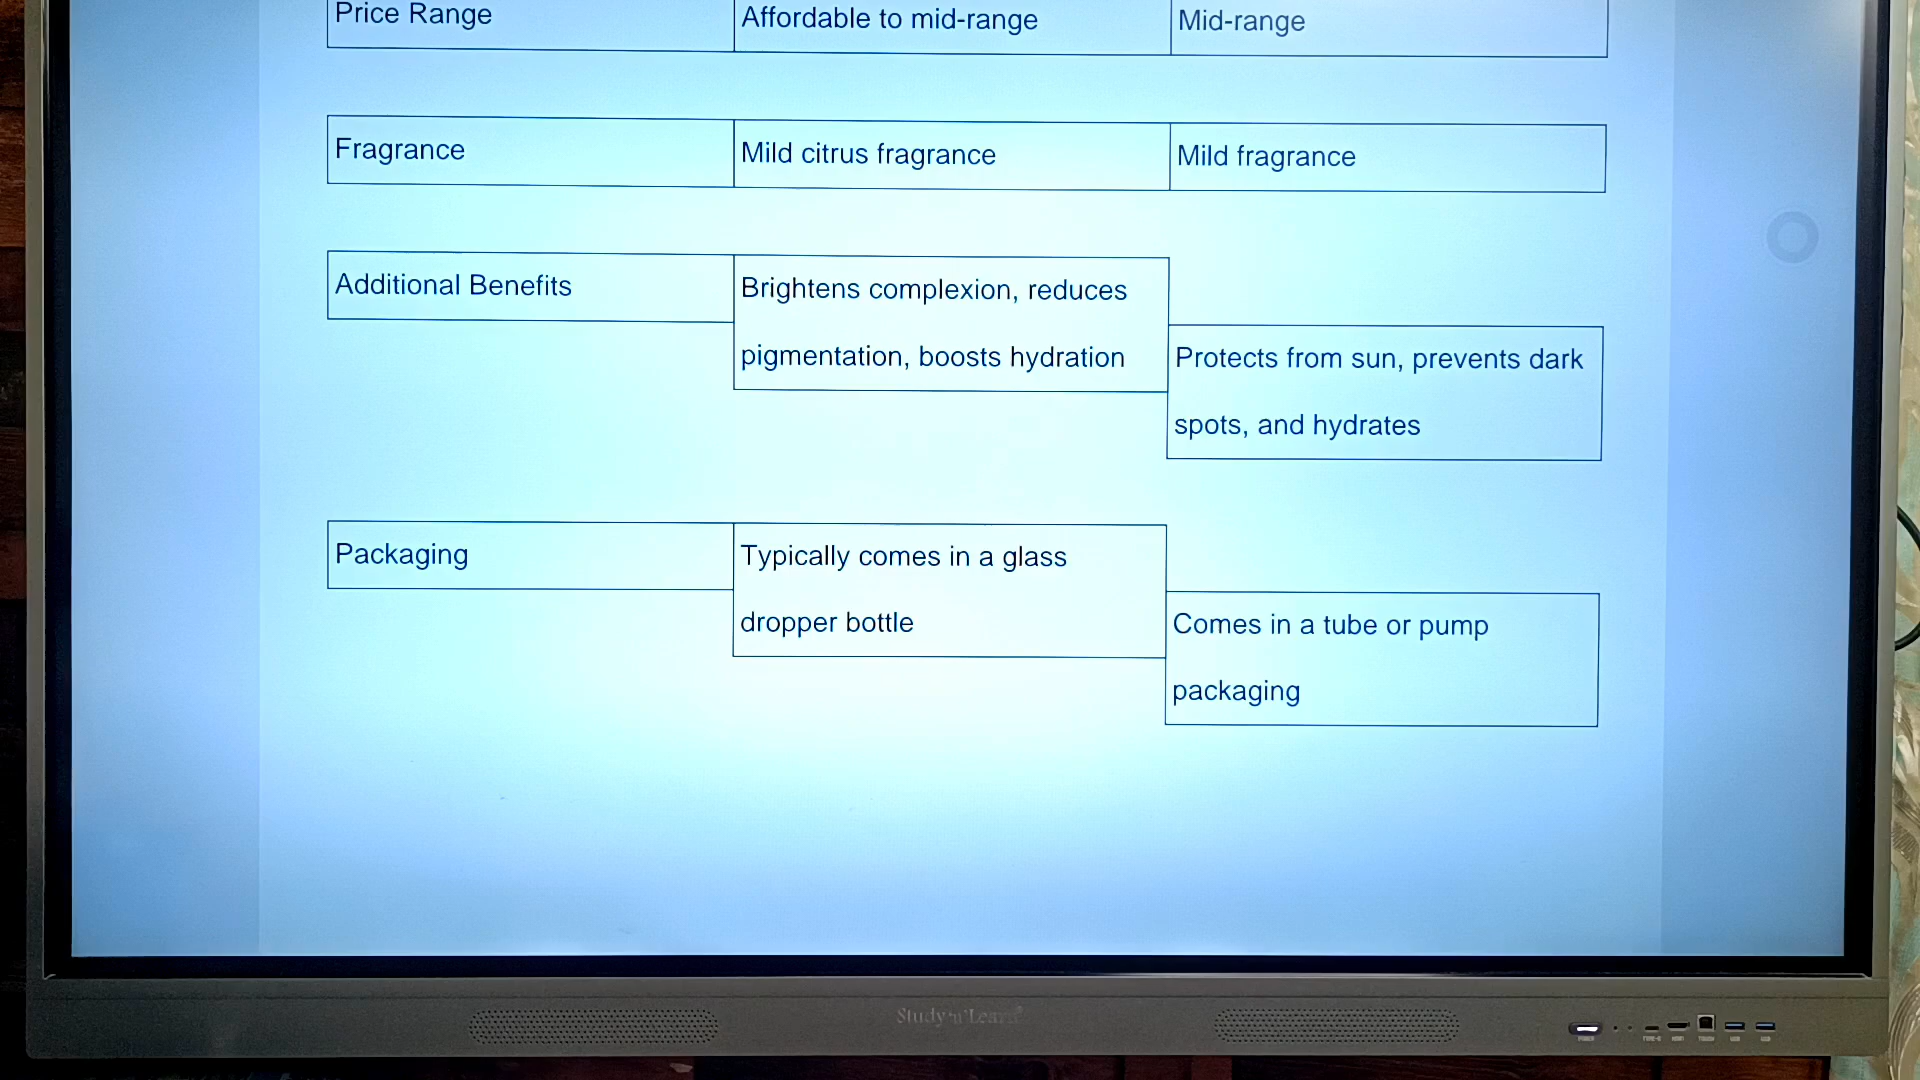 Price Range
Affordable to mid-range
Mid-range
Fragrance
Mild citrus fragrance
Mild fragrance
Additional Benefits
Brightens complexion, reduces
pigmentation, boosts hydration
Protects from sun, prevents dark
spots, and hydrates
Packaging
Typically comes in a glass
dropper bottle
Comes in a tube or pump
packaging
Study'n'Learn